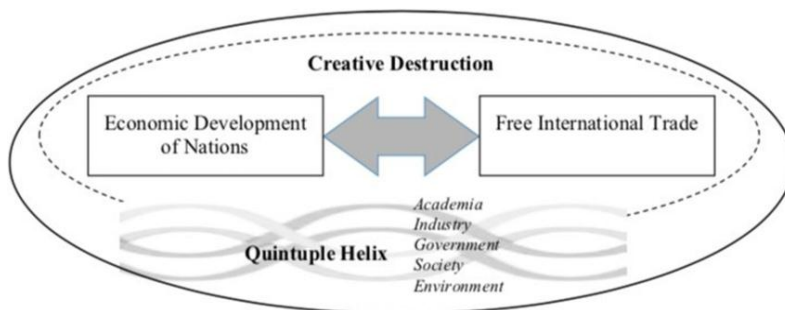 Creative Destruction
Economic Development
of Nations
Free International Trade
Academia
Industry
Government
Society
Environment
Quintuple Helix